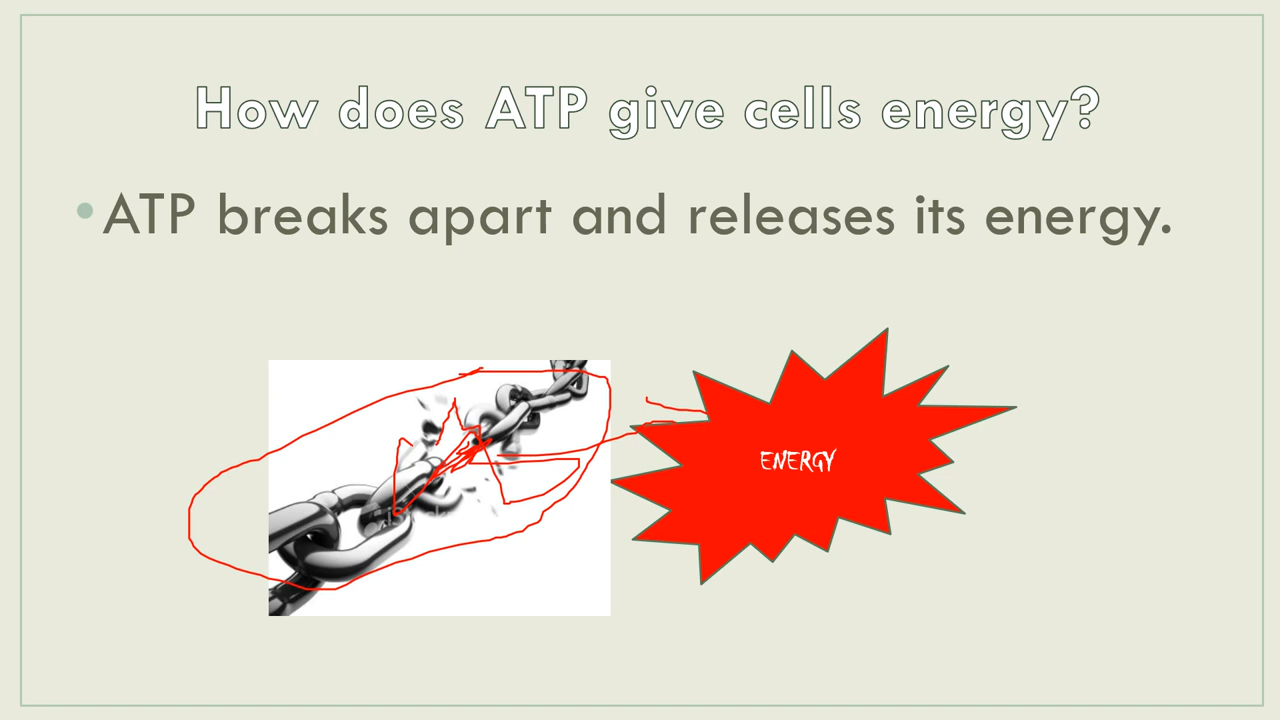 How does ATP give cells energy?
• ATP breaks apart and releases its energy.
ENERGY